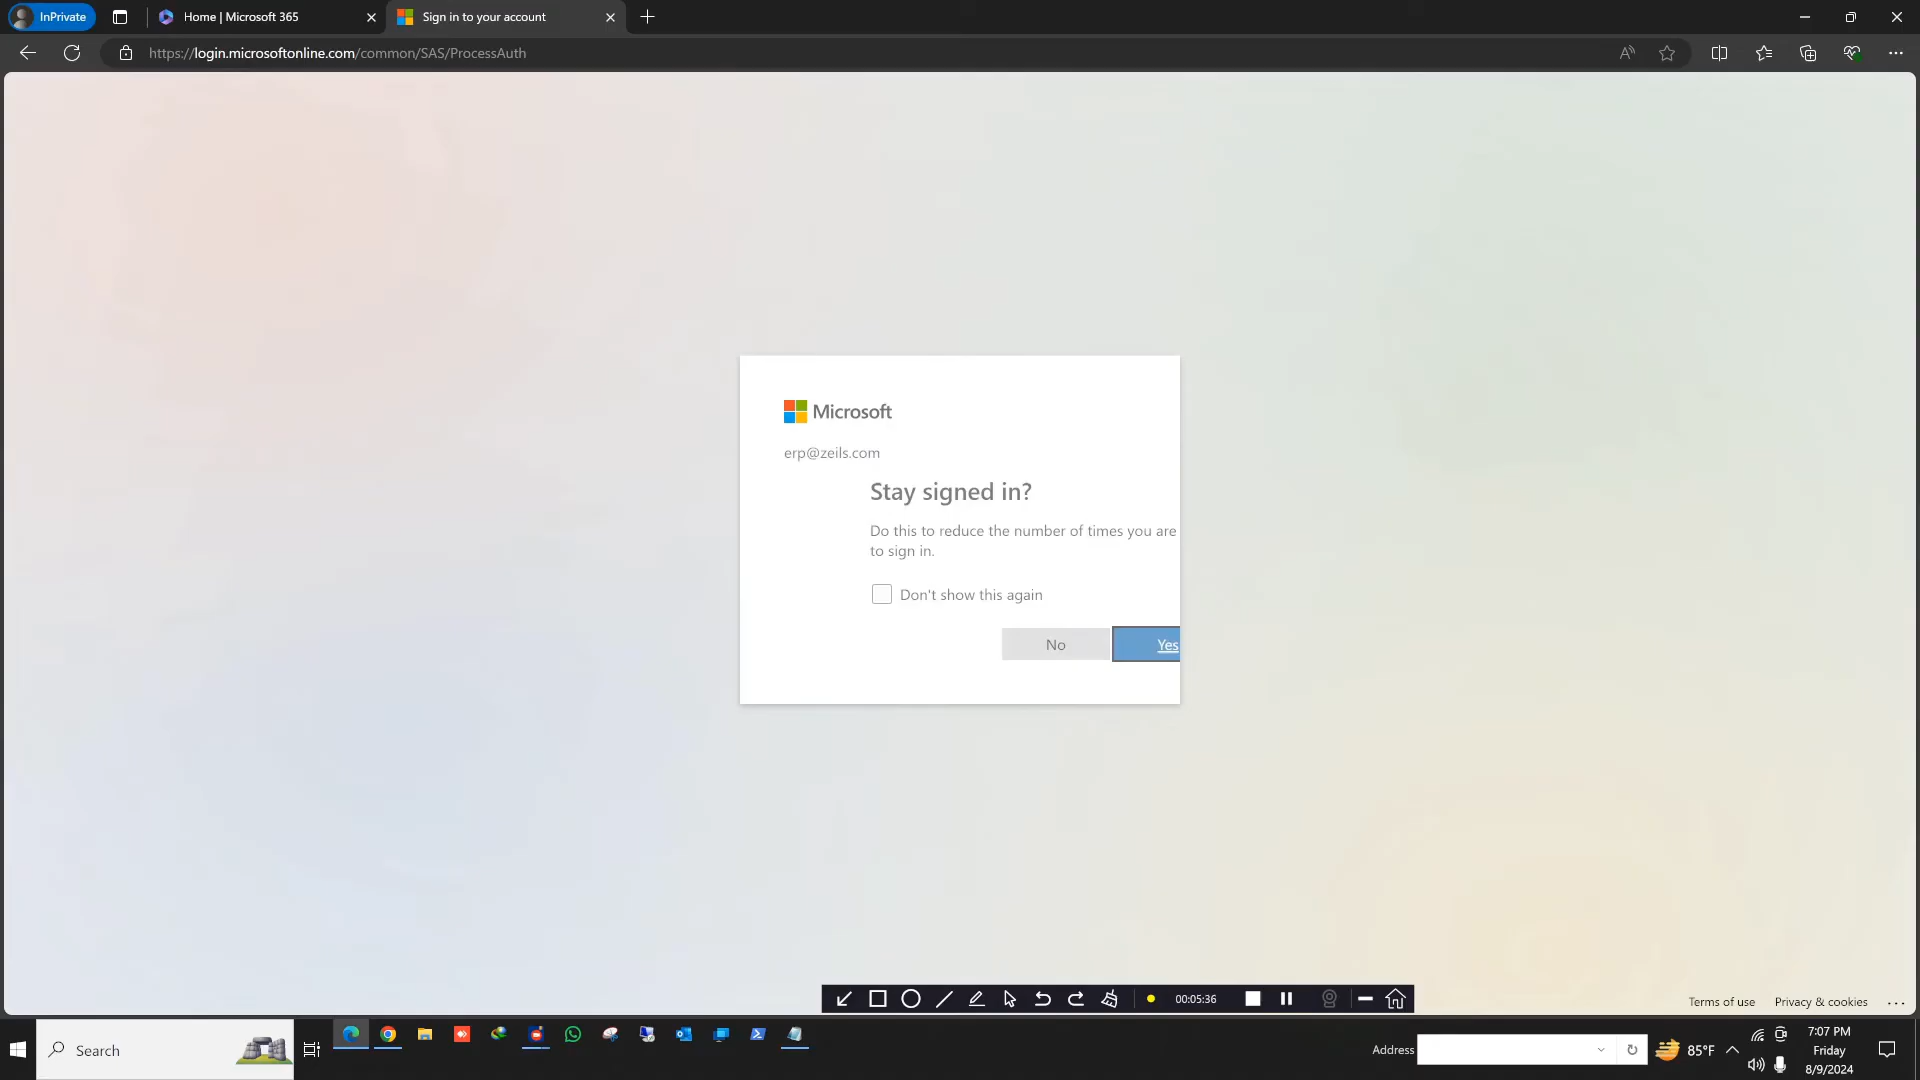 InPrivate
Home | Microsoft 365
Sign in to your account
https://login.microsoftonline.com/common/SAS/ProcessAuth
Microsoft
erp@zeils.com
Stay signed in?
Do this to reduce the number of times you are
to sign in.
Don't show this again
No
Yes
00:05:36
Terms of use
Privacy & cookies
Search
Address
85°F
7:07 PM
Friday
8/9/2024